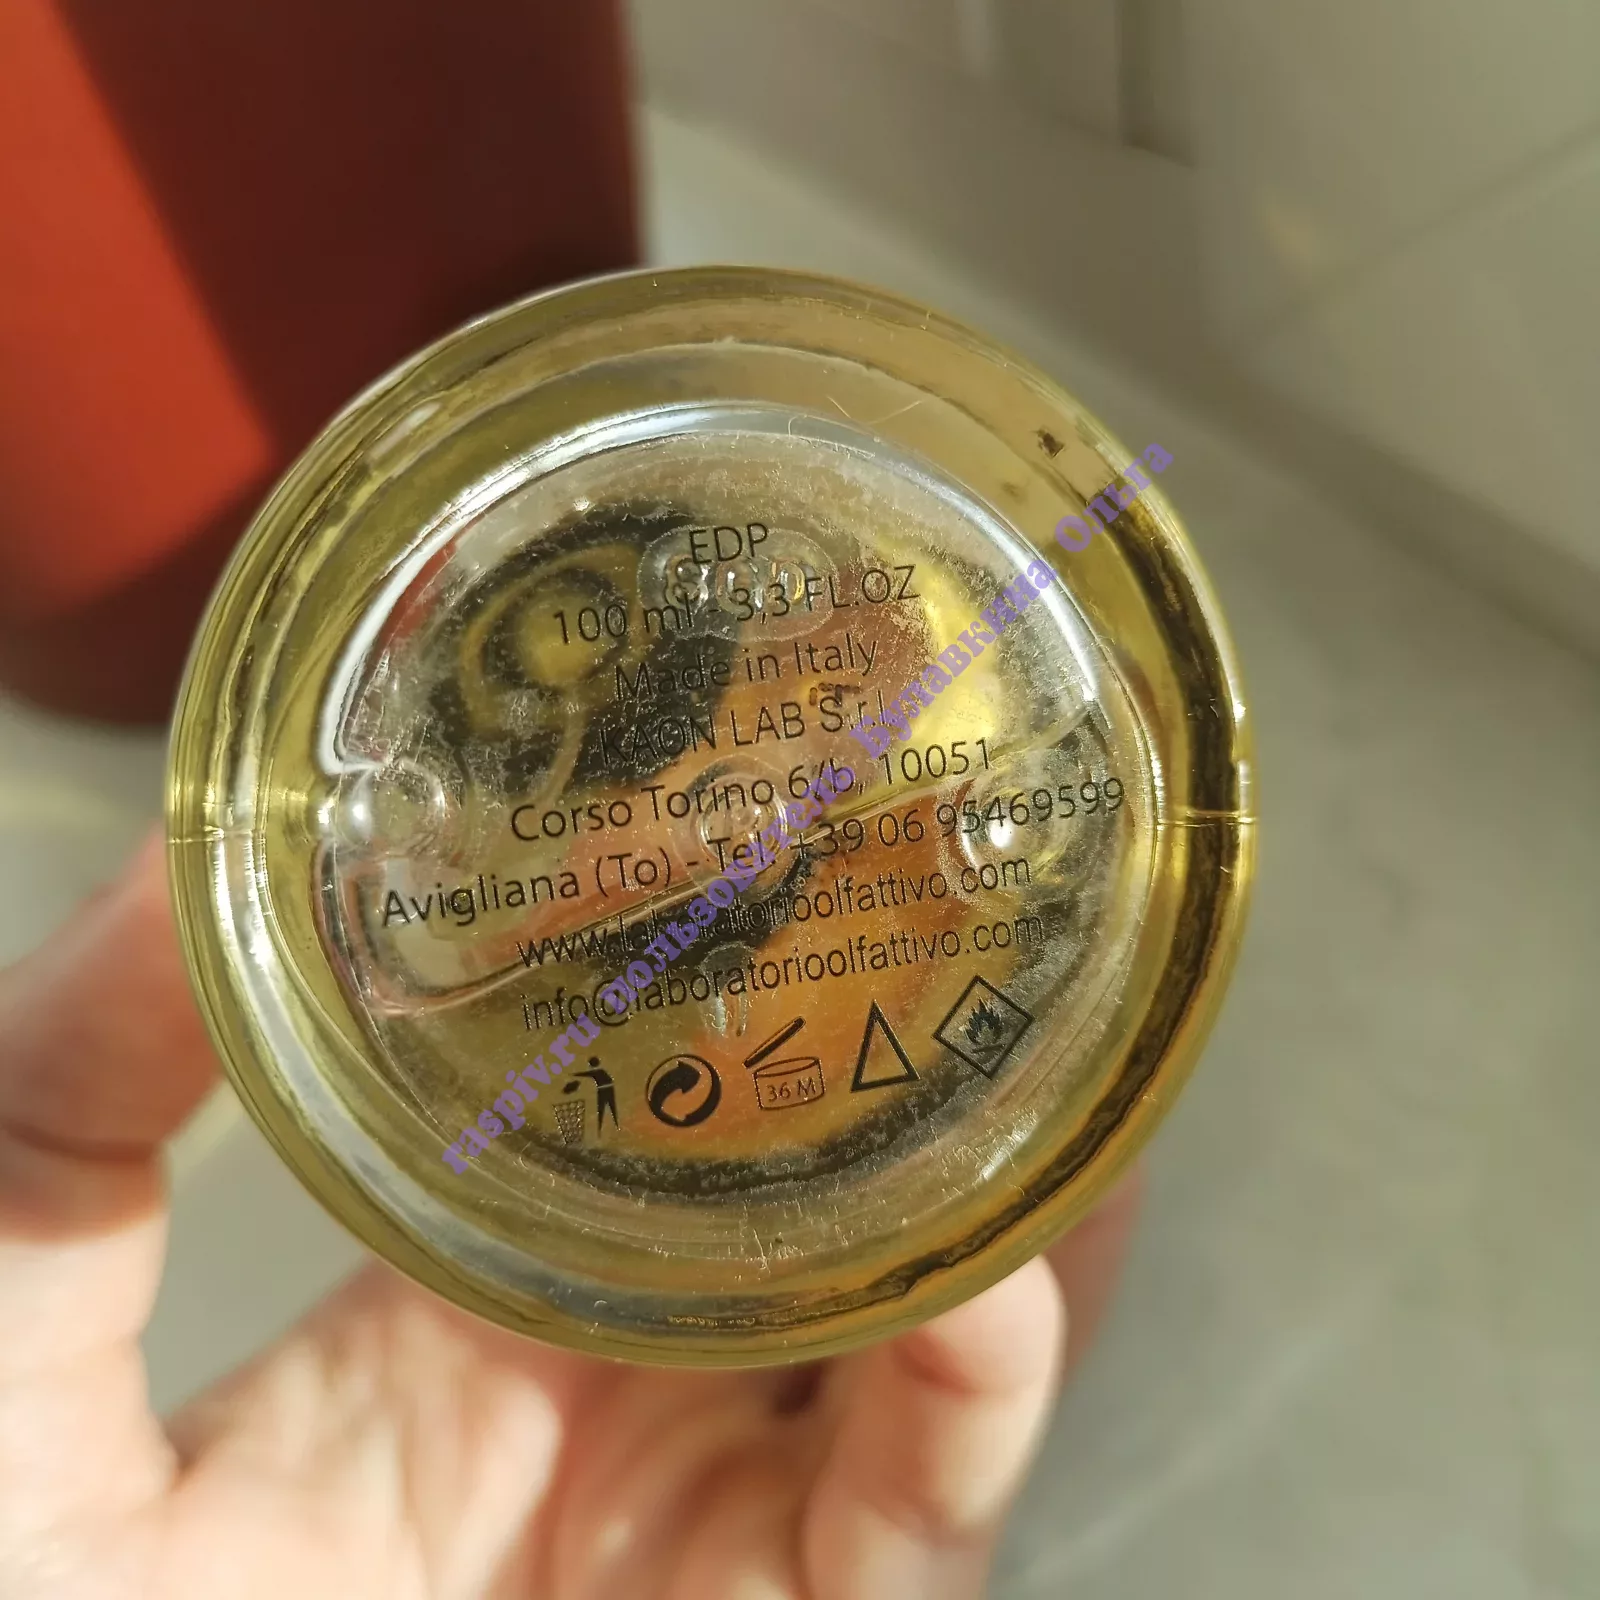 EDP
100 ml - 3,3 FL.OZ
Made in Italy
KAON LAB S.r.l.
Corso Torino 6/b, 10051
Avigliana (To) - Tel. +39 06 95469599
www.laboratorioolfattivo.com
info@laboratorioolfattivo.com
36 M
raspiv.ru пользователь Булавкина Ольга